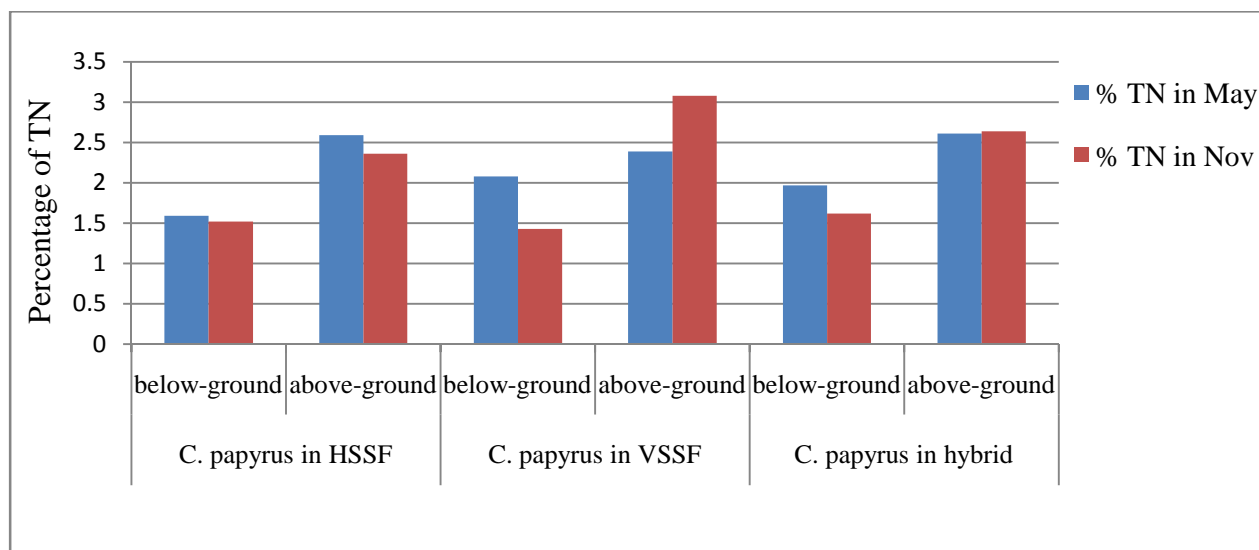 Percentage of TN
3.5
3
2.5
2
1.5
1
0.5
0
below-ground above-ground below-ground above-ground below-ground above-ground
C. papyrus in HSSF C. papyrus in VSSF C. papyrus in hybrid
% TN in May
% TN in Nov